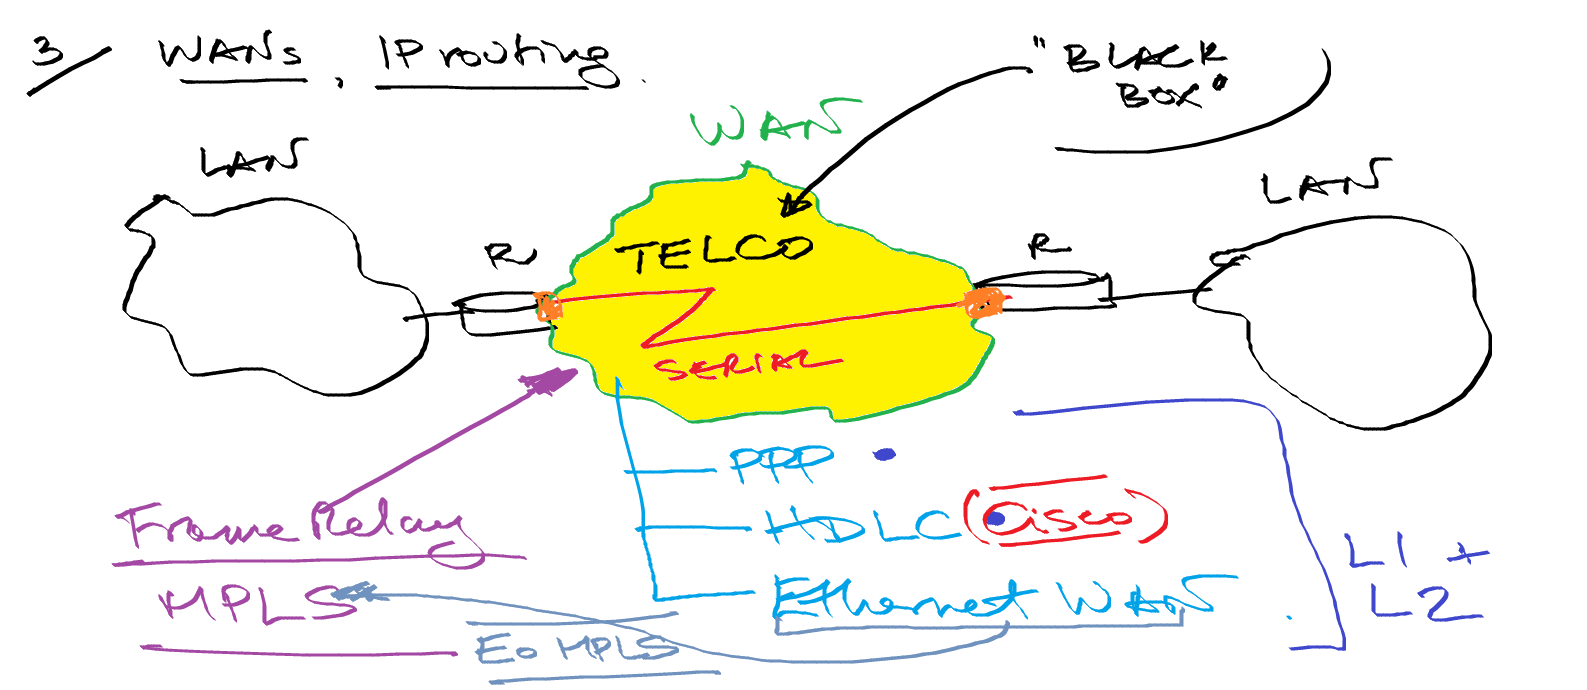 3/ WANs, IP routing.
"BLACK
BOX"
WAN
LAN
LAN
R
R
TELCO
SERIAL
PPP
Frame Relay
HDLC (Cisco)
L1 +
L2
MPLS
Ethernet WAN
Eo MPLS